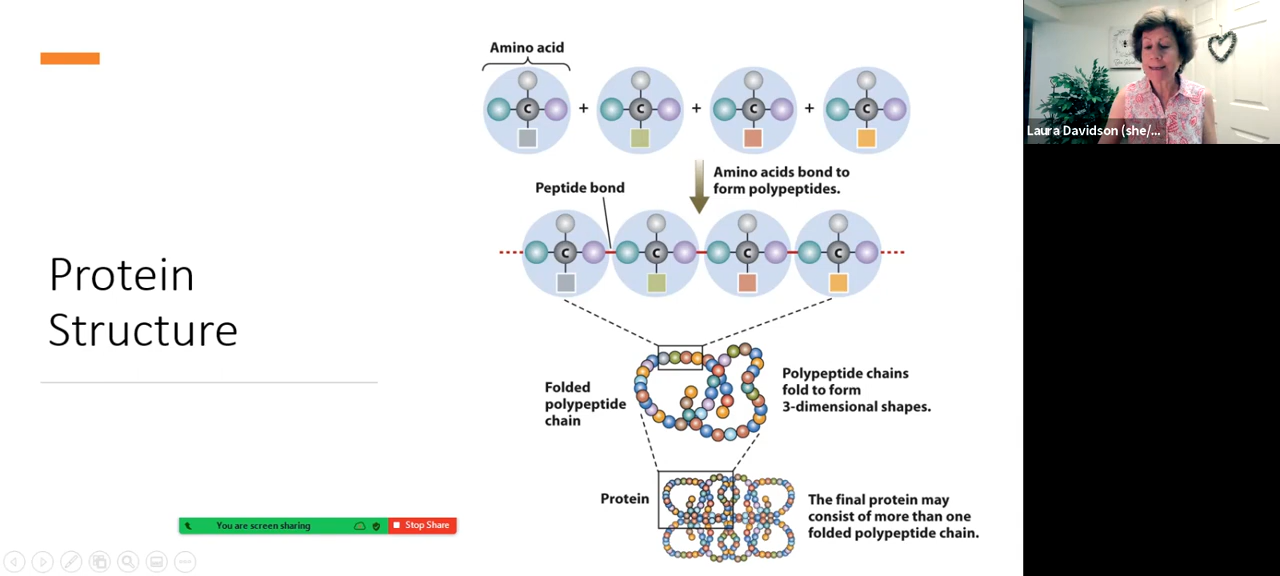 Protein
Structure
Amino acid
C
+
C
+
C
+
C
Amino acids bond to
form polypeptides.
Peptide bond
C
C
C
C
Folded
polypeptide
chain
Polypeptide chains
fold to form
3-dimensional shapes.
Protein
The final protein may
consist of more than one
folded polypeptide chain.
You are screen sharing
Stop Share
Laura Davidson (she/...